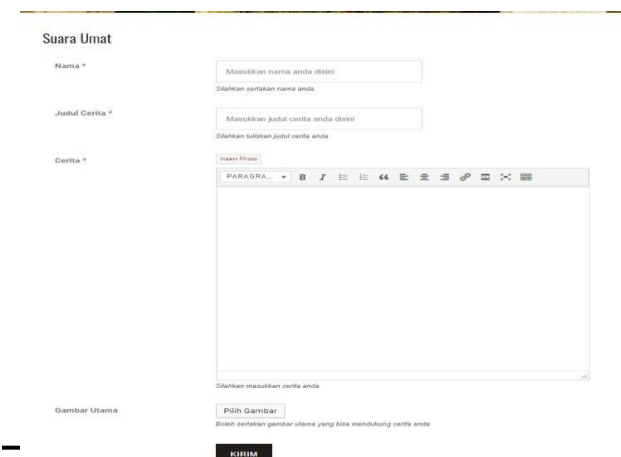 Suara Umat
Nama *
Masukkan nama anda disini
Silahkan sertakan nama anda
Judul Cerita *
Masukkan judul cerita anda disini
Silahkan tuliskan judul cerita anda
Cerita *
Insert Photo
PARAGRA... B I “
Silahkan masukkan cerita anda
Gambar Utama
Pilih Gambar
Boleh sertakan gambar utama yang bisa mendukung cerita anda
KIRIM